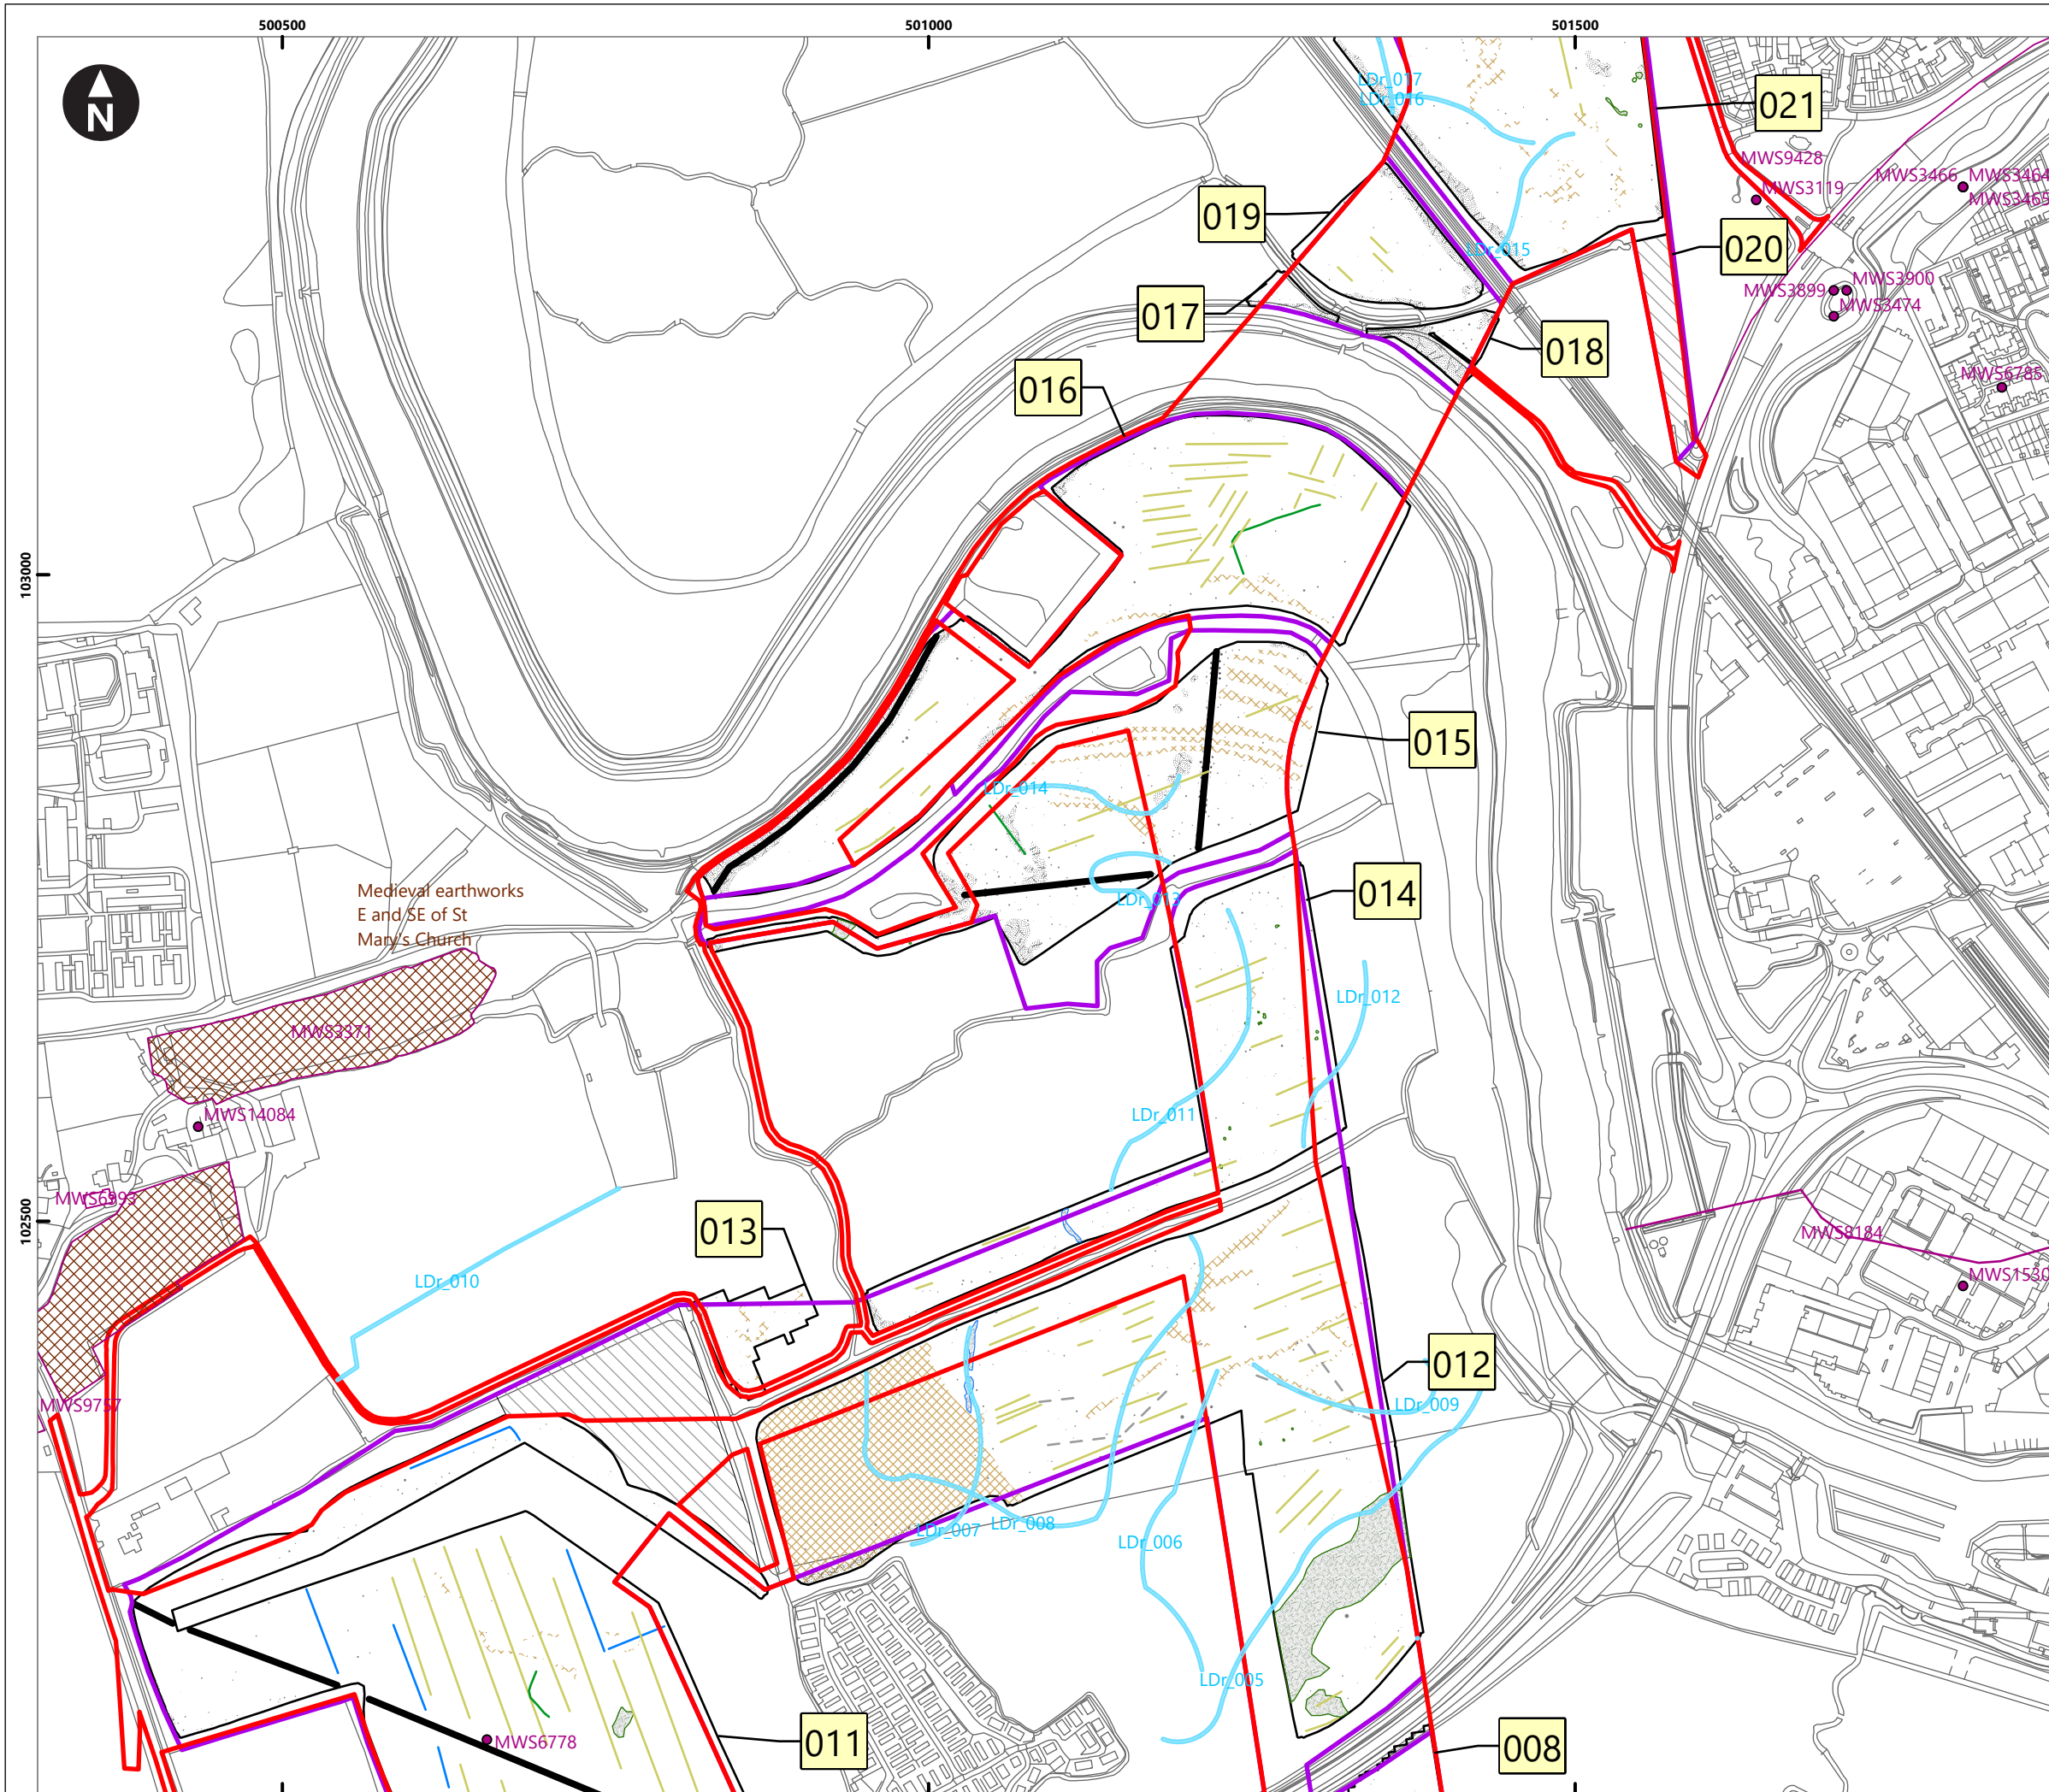 500500
501000
501500
N
LDr_017
LDr_016
021
MWS9428
MWS3466
MWS3464
MWS3119
MWS3465
019
020
LDr_015
MWS3900
MWS3899
MWS3474
017
018
MWS6785
016
103000
015
LDr_014
Medieval earthworks
E and SE of St
Mary's Church
014
LDr_013
LDr_012
MWS3371
MWS14084
LDr_011
MWS6993
102500
013
MWS8184
LDr_010
MWS1530
012
MWS9757
LDr_009
LDr_007
LDr_008
LDr_006
LDr_005
MWS6778
011
008